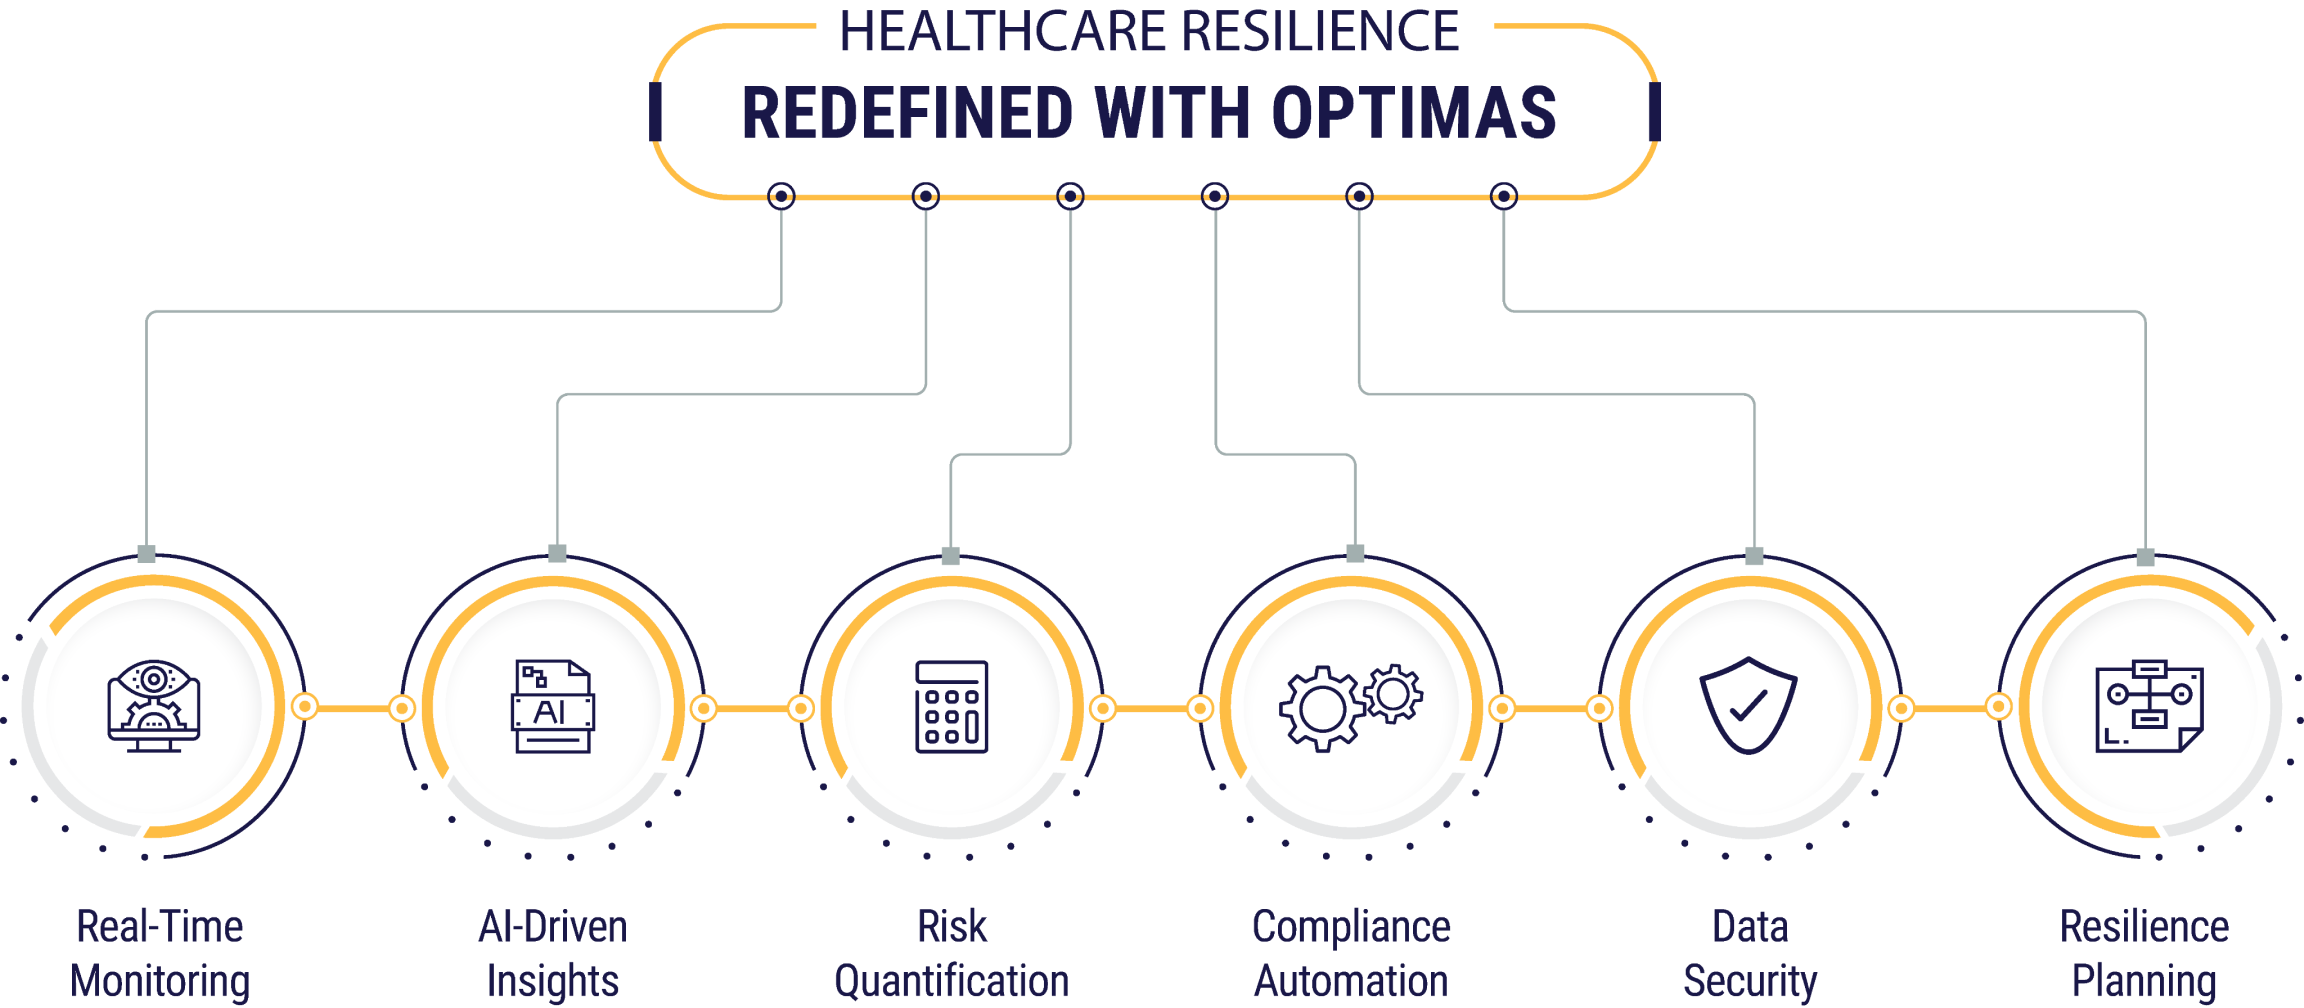 HEALTHCARE RESILIENCE
REDEFINED WITH OPTIMAS
AI
Real-Time
Monitoring
AI-Driven
Insights
Risk
Quantification
Compliance
Automation
Data
Security
Resilience
Planning